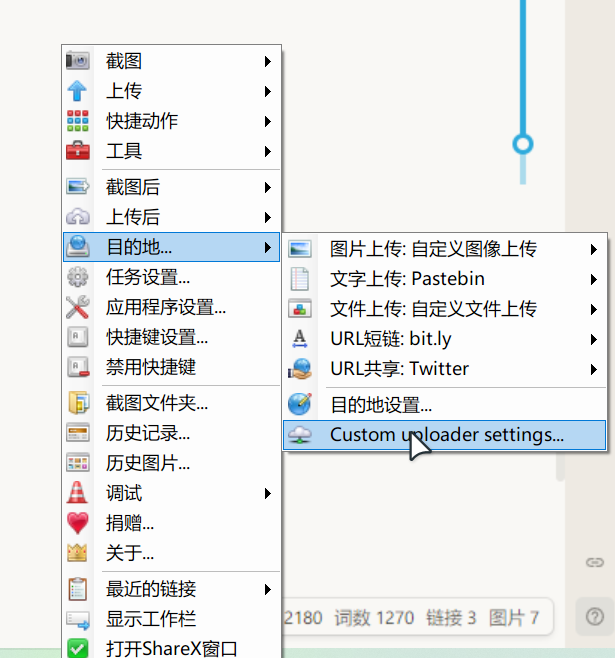 截图
上传
快捷动作
工具
截图后
上传后
目的地...
任务设置...
应用程序设置...
快捷键设置...
禁用快捷键
截图文件夹...
历史记录...
历史图片...
调试
捐赠...
关于...
最近的链接
显示工作栏
打开ShareX窗口
图片上传: 自定义图像上传
文字上传: Pastebin
文件上传: 自定义文件上传
URL短链: bit.ly
URL共享: Twitter
目的地设置...
Custom uploader settings...
2180 词数 1270 链接 3 图片 7